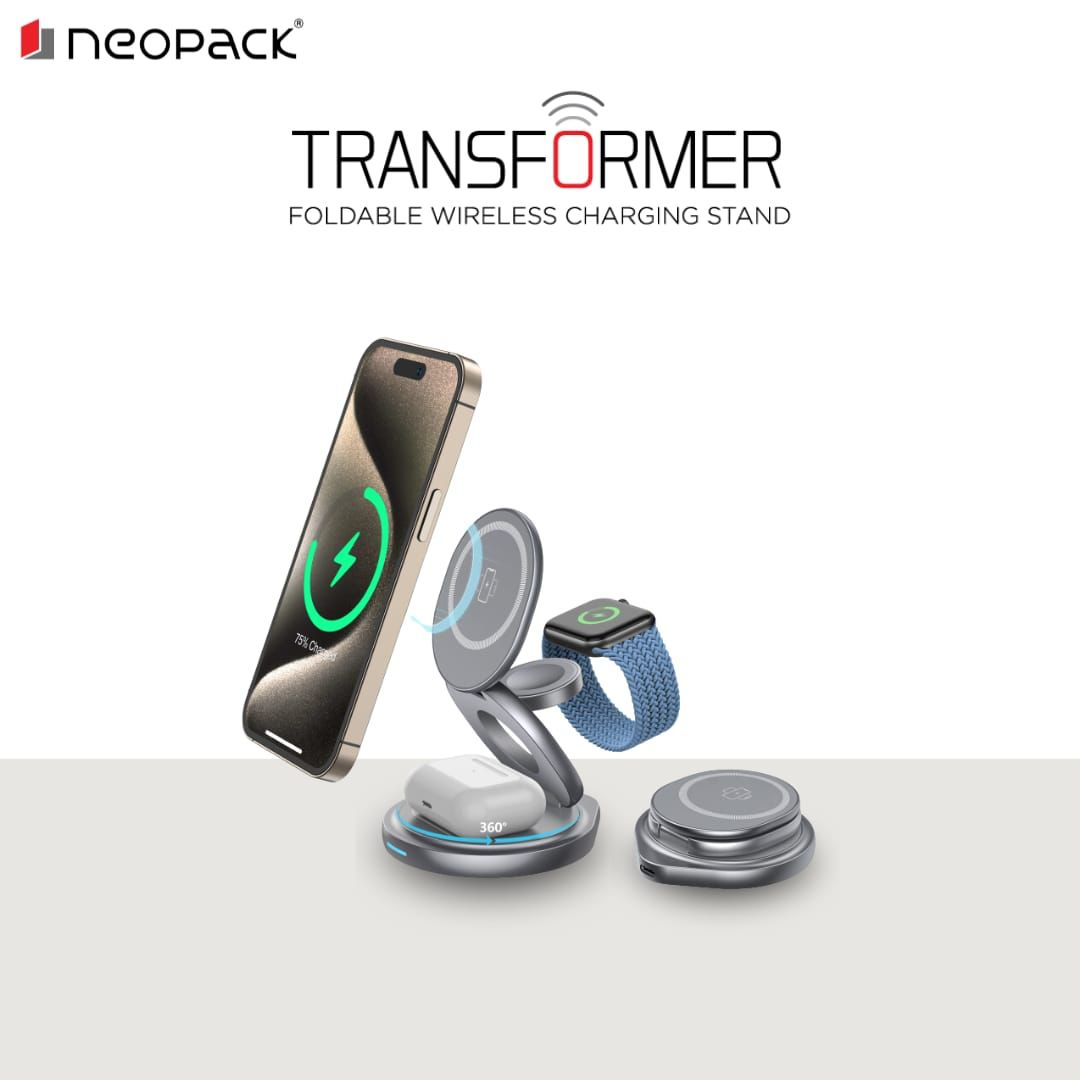 neopack®
TRANSFORMER
FOLDABLE WIRELESS CHARGING STAND
75% Charged
360°